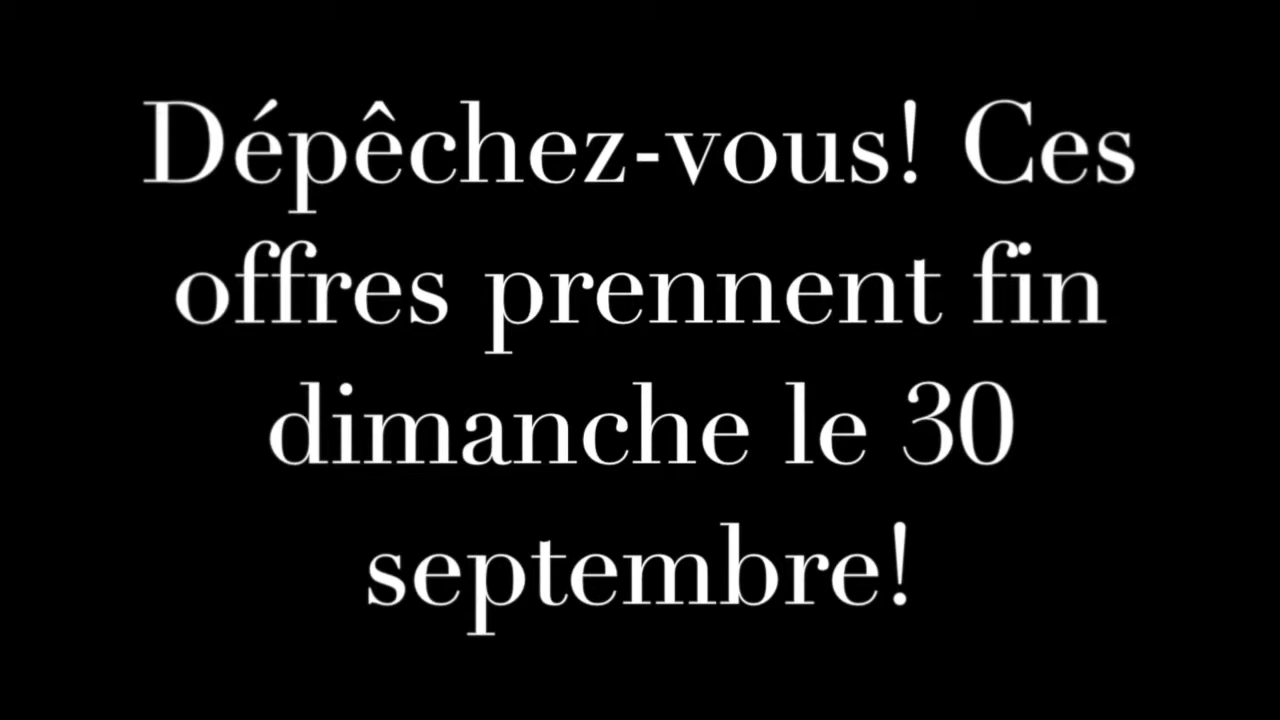 Dépêchez-vous! Ces
offres prennent fin
dimanche le 30
septembre!